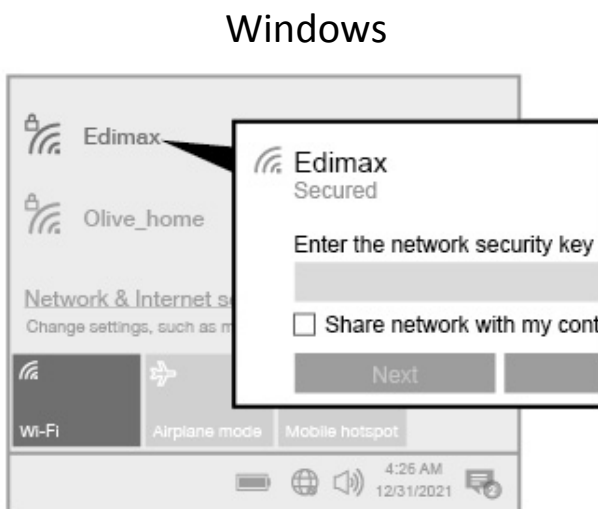 Windows
Edimax
Olive_home
Network & Internet s
Change settings, such as m
Edimax
Secured
Enter the network security key
Share network with my cont
Next
Wi-Fi
Airplane mode
Mobile hotspot
4:26 AM
12/31/2021
2